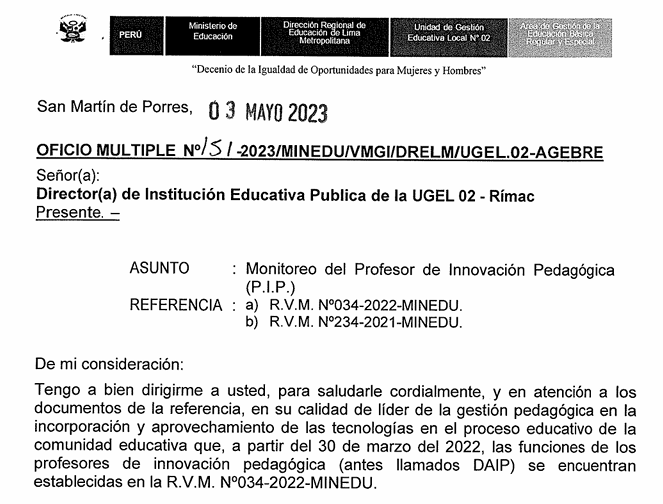 PERÚ
Ministerio de Educación
Dirección Regional de Educación de Lima Metropolitana
Unidad de Gestión Educativa Local N° 02
Área de Gestión de la Educación Básica Regular y Especial
"Decenio de la Igualdad de Oportunidades para Mujeres y Hombres"
San Martín de Porres, 03 MAYO 2023
OFICIO MULTIPLE Nº151-2023/MINEDU/VMGI/DRELM/UGEL.02-AGEBRE
Señor(a):
Director(a) de Institución Educativa Publica de la UGEL 02 - Rímac
Presente. –
ASUNTO : Monitoreo del Profesor de Innovación Pedagógica
(P.I.P.)
REFERENCIA : a) R.V.M. Nº034-2022-MINEDU.
b) R.V.M. Nº234-2021-MINEDU.
De mi consideración:
Tengo a bien dirigirme a usted, para saludarle cordialmente, y en atención a los
documentos de la referencia, en su calidad de líder de la gestión pedagógica en la
incorporación y aprovechamiento de las tecnologías en el proceso educativo de la
comunidad educativa que, a partir del 30 de marzo del 2022, las funciones de los
profesores de innovación pedagógica (antes llamados DAIP) se encuentran
establecidas en la R.V.M. Nº034-2022-MINEDU.